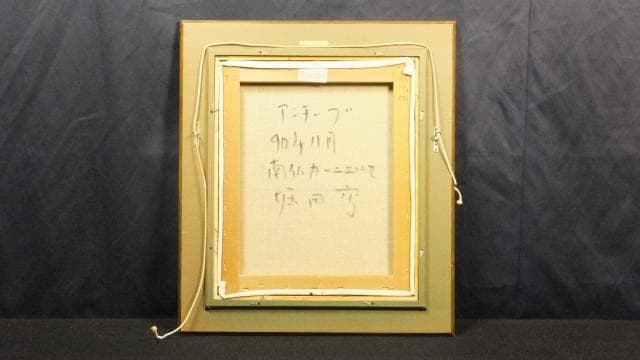 アンチーブ
90年11月
南仏カーニュにて
田